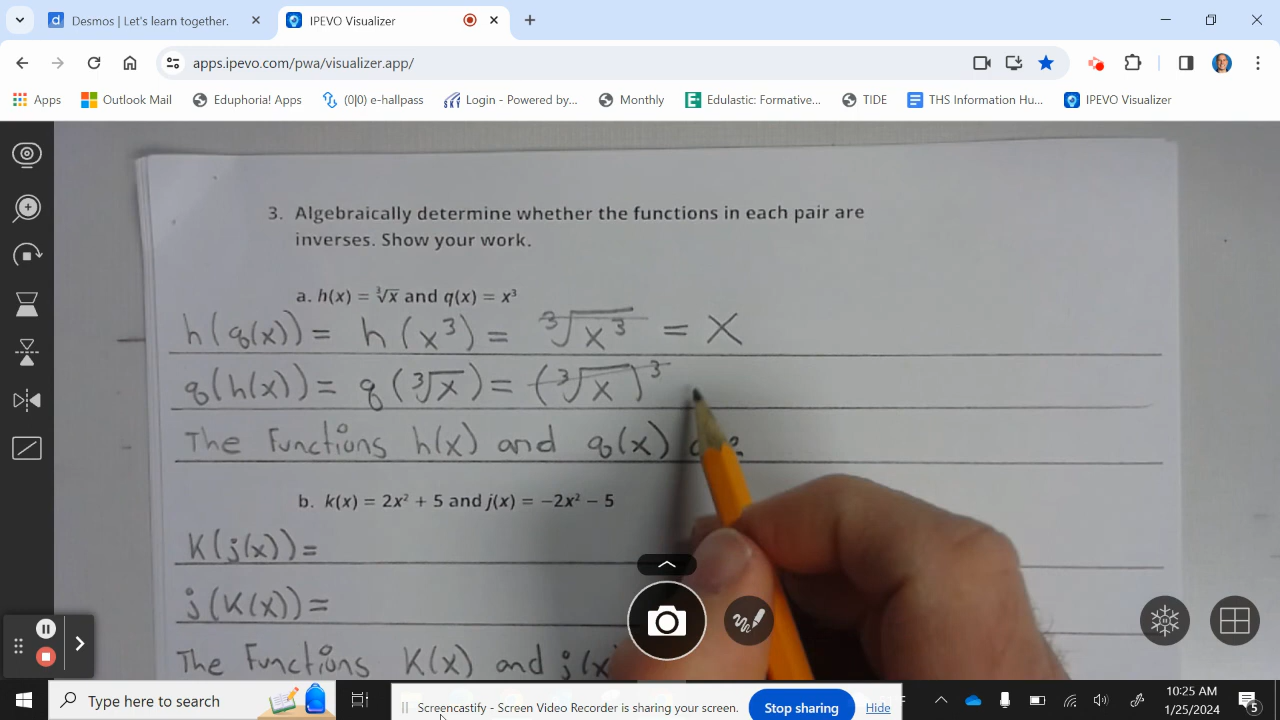 Desmos | Let's learn together.
IPEVO Visualizer
apps.ipevo.com/pwa/visualizer.app/
Apps
Outlook Mail
Eduphoria! Apps
(0|0) e-hallpass
Login - Powered by...
Monthly
Edulastic: Formative...
TIDE
THS Information Hu...
IPEVO Visualizer
3. Algebraically determine whether the functions in each pair are
inverses. Show your work.
a. h(x) = ∛x and q(x) = x³
h(q(x)) = h(x³) = ∛x³ = x
q(h(x)) = q(∛x) = (∛x)³
The functions h(x) and q(x)
b. k(x) = 2x² + 5 and j(x) = −2x² − 5
K(j(x)) =
j(K(x)) =
The Functions K(x) and j(x
Type here to search
Screencastify - Screen Video Recorder is sharing your screen.
Stop sharing
Hide
10:25 AM
1/25/2024
5